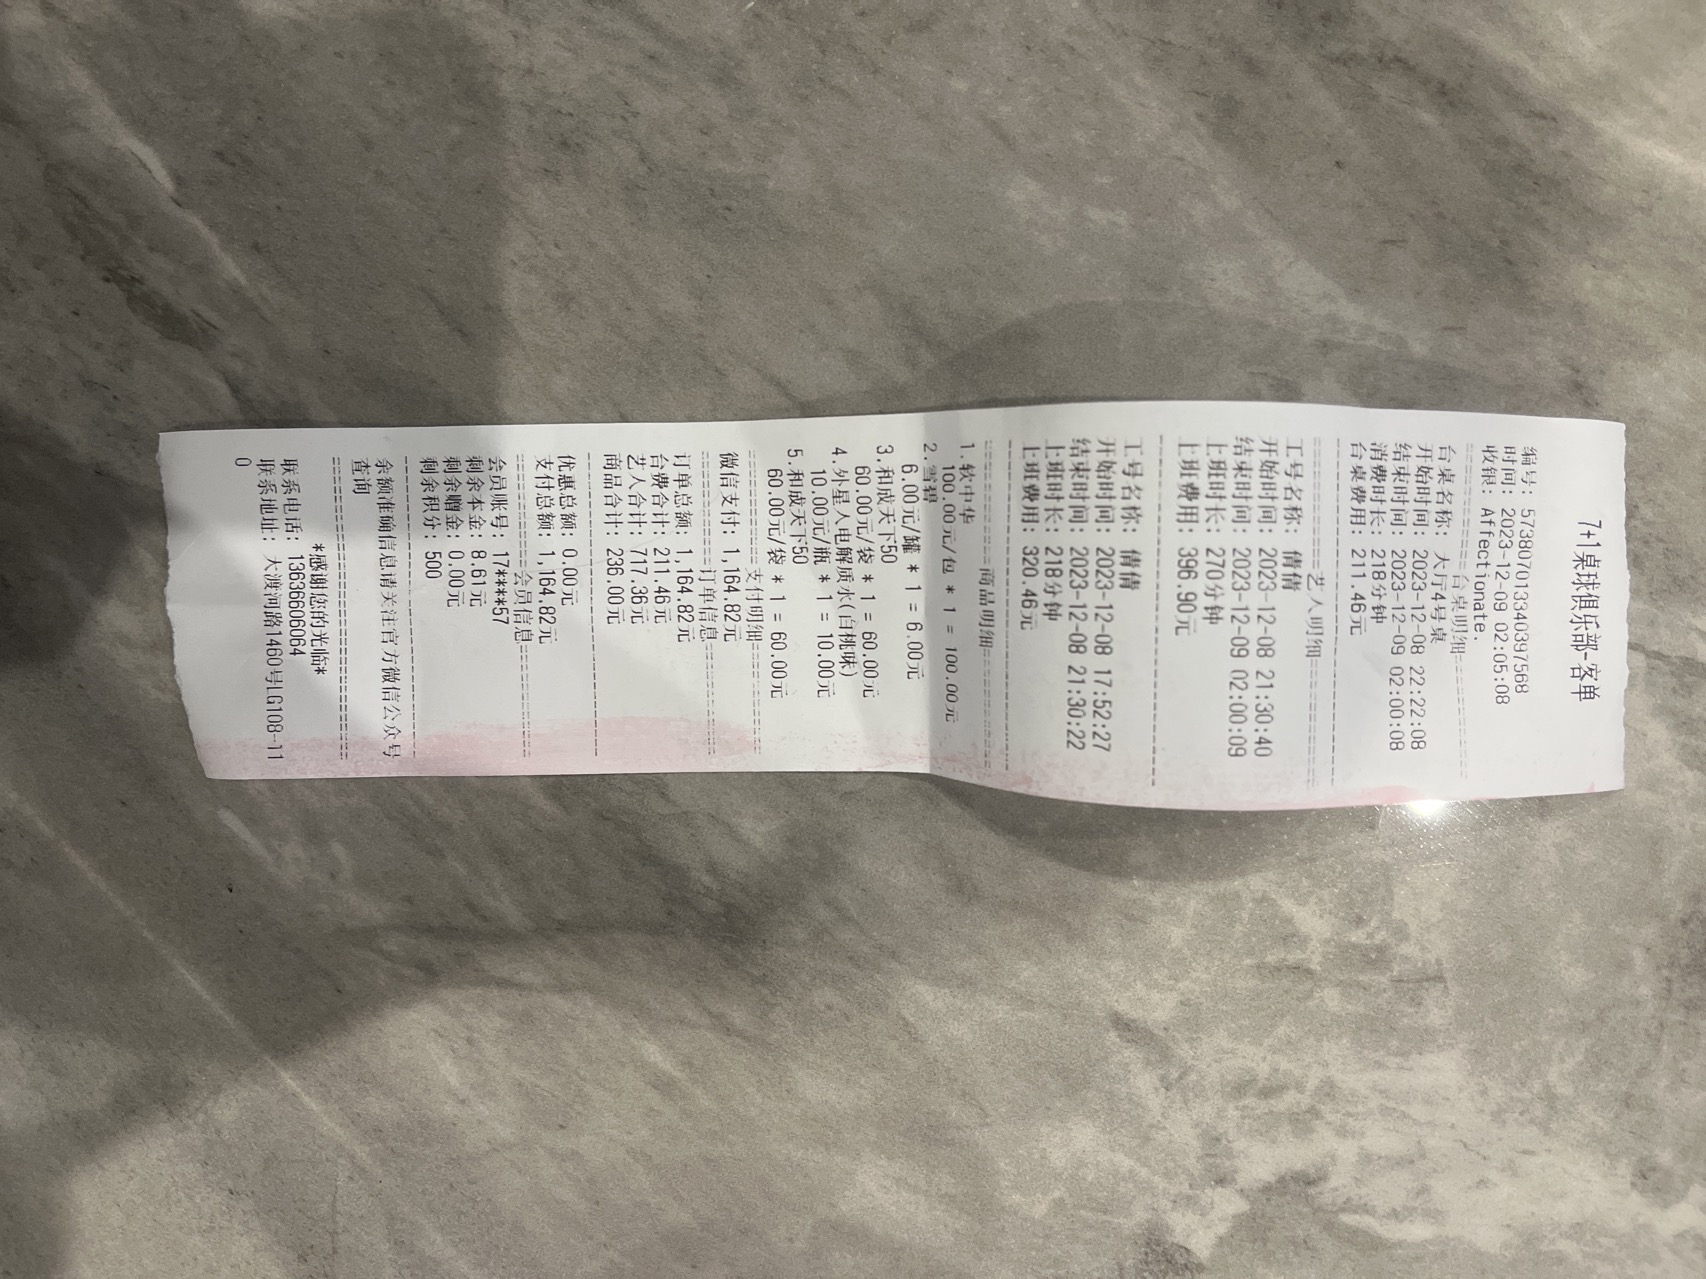 7+1桌球俱乐部-客单
编号: 573807013340397568
时间: 2023-12-09 02:05:08
收银: Affectionate.
==========台桌明细==========
台桌名称: 大厅4号桌
开始时间: 2023-12-08 22:22:08
结束时间: 2023-12-09 02:00:08
消费时长: 218分钟
台桌费用: 211.46元
--------------------------------
==========艺人明细==========
工号名称: 倩倩
开始时间: 2023-12-08 21:30:40
结束时间: 2023-12-09 02:00:09
上班时长: 270分钟
上班费用: 396.90元
--------------------------------
工号名称: 倩倩
开始时间: 2023-12-08 17:52:27
结束时间: 2023-12-08 21:30:22
上班时长: 218分钟
上班费用: 320.46元
--------------------------------
==========商品明细==========
1.软中华
100.00元/包 * 1 = 100.00元
2.雪碧
6.00元/罐 * 1 = 6.00元
3.和成天下50
60.00元/袋 * 1 = 60.00元
4.外星人电解质水(白桃味)
10.00元/瓶 * 1 = 10.00元
5.和成天下50
60.00元/袋 * 1 = 60.00元
==========支付明细==========
微信支付: 1,164.82元
==========订单信息==========
订单总额: 1,164.82元
台费合计: 211.46元
艺人合计: 717.36元
商品合计: 236.00元
--------------------------------
优惠总额: 0.00元
支付总额: 1,164.82元
==========会员信息==========
会员账号: 17***57
剩余本金: 8.61元
剩余赠金: 0.00元
剩余积分: 500
--------------------------------
余额准确信息请关注官方微信公众号
查询
================================
*感谢您的光临*
联系电话: 13636606064
联系地址: 大渡河路1460号LG108-11
0